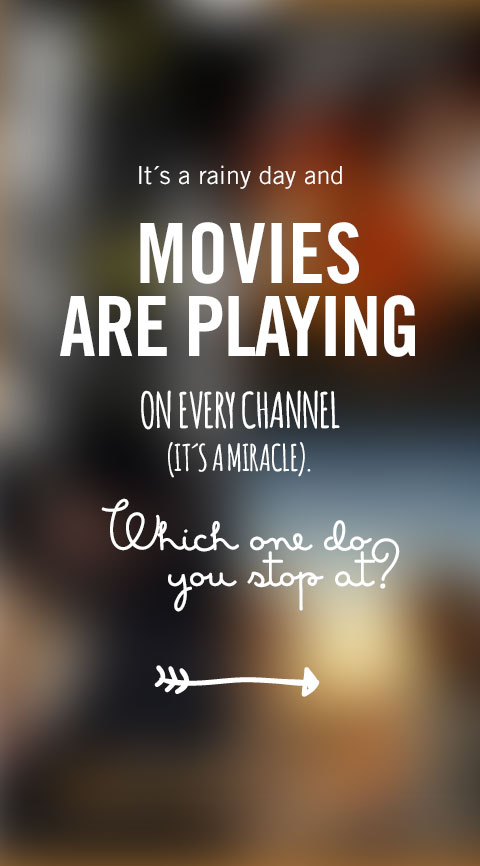 It´s a rainy day and
MOVIES
ARE PLAYING
ON EVERY CHANNEL
(IT´S A MIRACLE).
Which one do
you stop at?